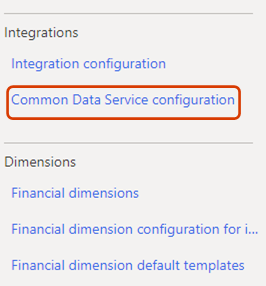 Integrations
Integration configuration
Common Data Service configuration
Dimensions
Financial dimensions
Financial dimension configuration for i...
Financial dimension default templates